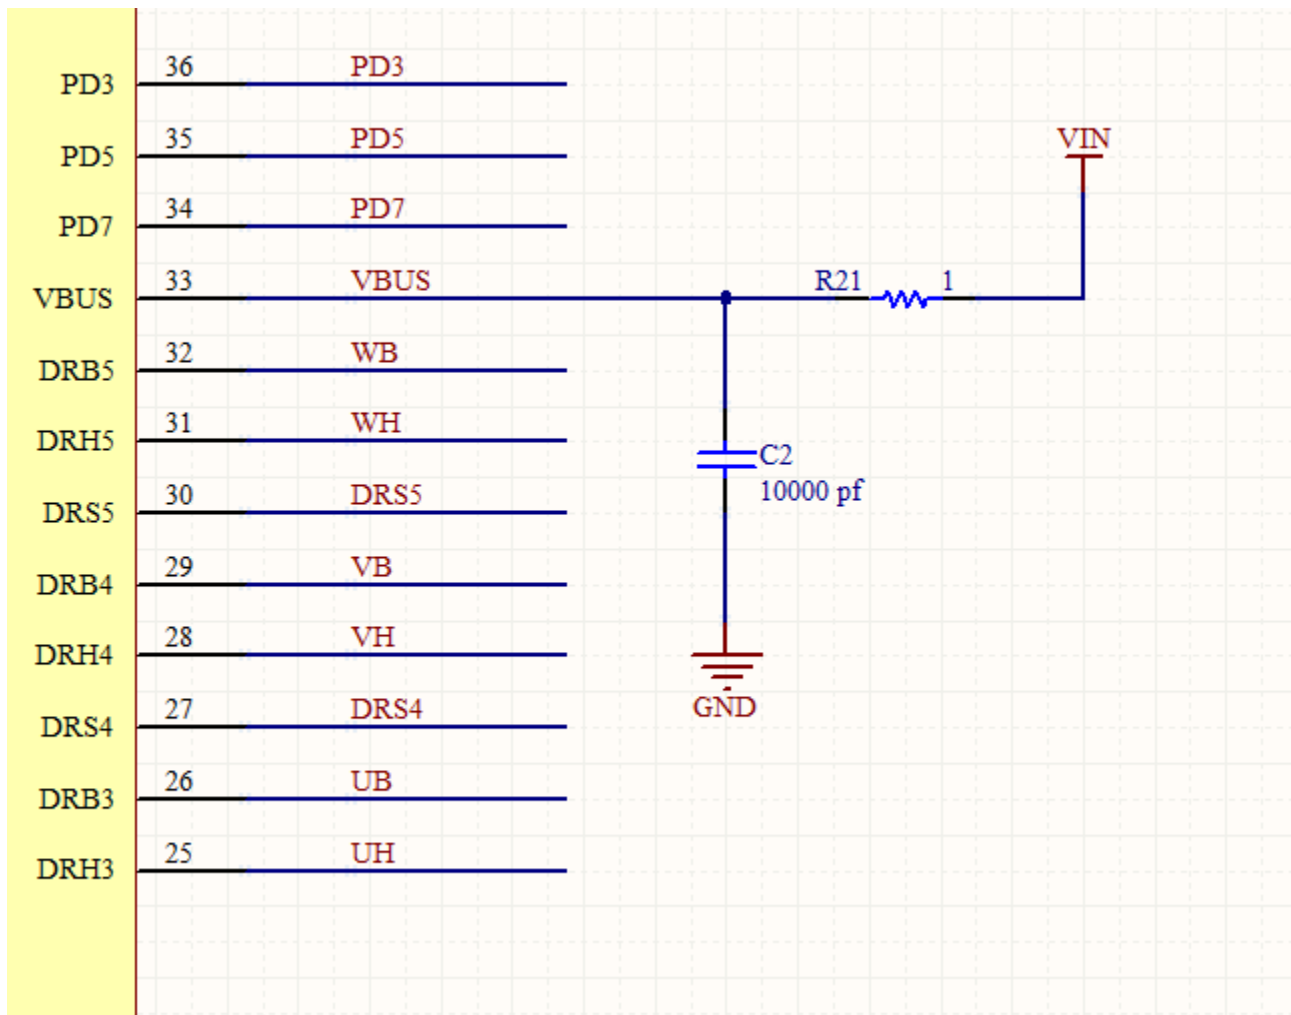 PD3 36 PD3
PD5 35 PD5
VIN
PD7 34 PD7
VBUS 33 VBUS R21 1
DRB5 32 WB
DRH5 31 WH
C2
10000 pf
DRS5 30 DRS5
DRB4 29 VB
DRH4 28 VH
GND
DRS4 27 DRS4
DRB3 26 UB
DRH3 25 UH